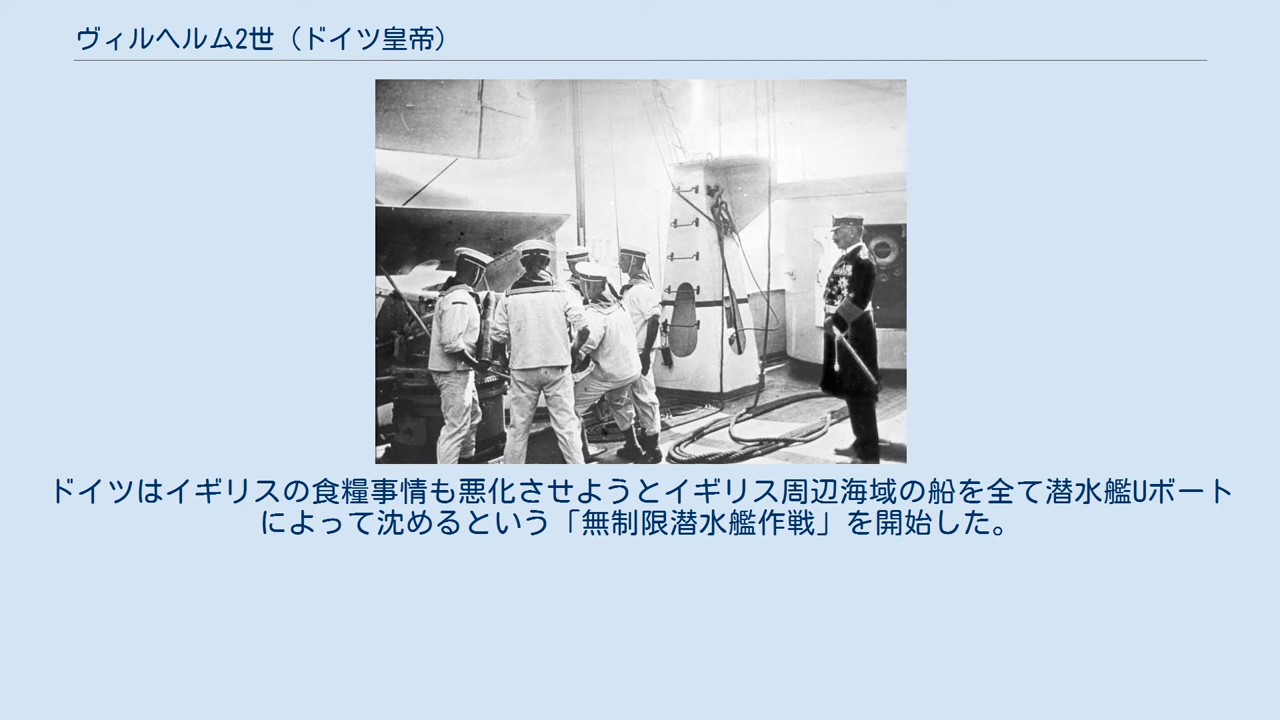 ヴィルヘルム2世（ドイツ皇帝）
ドイツはイギリスの食糧事情も悪化させようとイギリス周辺海域の船を全て潜水艦Uボート
によって沈めるという「無制限潜水艦作戦」を開始した。